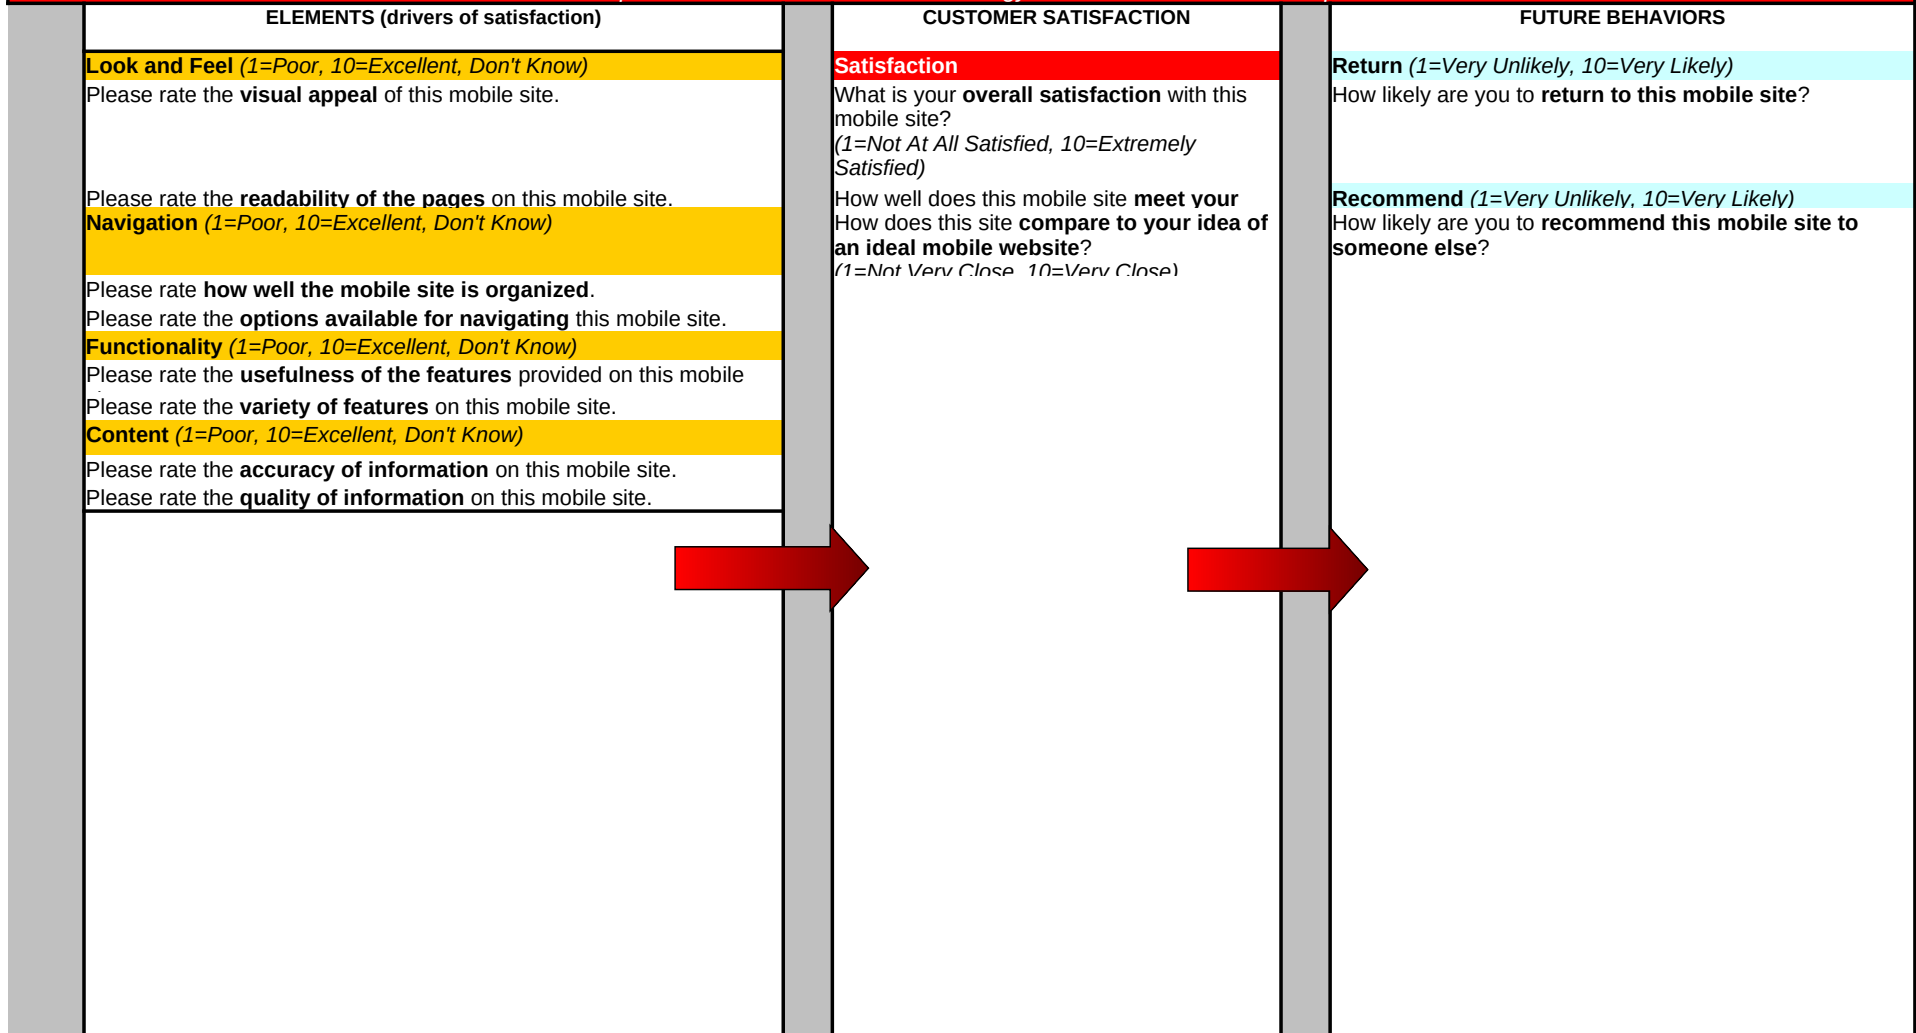 ELEMENTS (drivers of satisfaction)
Look and Feel (1=Poor, 10=Excellent, Don't Know)
Please rate the visual appeal of this mobile site.
Please rate the readability of the pages on this mobile site.
Navigation (1=Poor, 10=Excellent, Don't Know)
Please rate how well the mobile site is organized.
Please rate the options available for navigating this mobile site.
Functionality (1=Poor, 10=Excellent, Don't Know)
Please rate the usefulness of the features provided on this mobile
Please rate the variety of features on this mobile site.
Content (1=Poor, 10=Excellent, Don't Know)
Please rate the accuracy of information on this mobile site.
Please rate the quality of information on this mobile site.
CUSTOMER SATISFACTION
Satisfaction
What is your overall satisfaction with this
mobile site?
(1=Not At All Satisfied, 10=Extremely
Satisfied)
How well does this mobile site meet your
How does this site compare to your idea of
an ideal mobile website?
(1=Not Very Close, 10=Very Close)
FUTURE BEHAVIORS
Return (1=Very Unlikely, 10=Very Likely)
How likely are you to return to this mobile site?
Recommend (1=Very Unlikely, 10=Very Likely)
How likely are you to recommend this mobile site to
someone else?